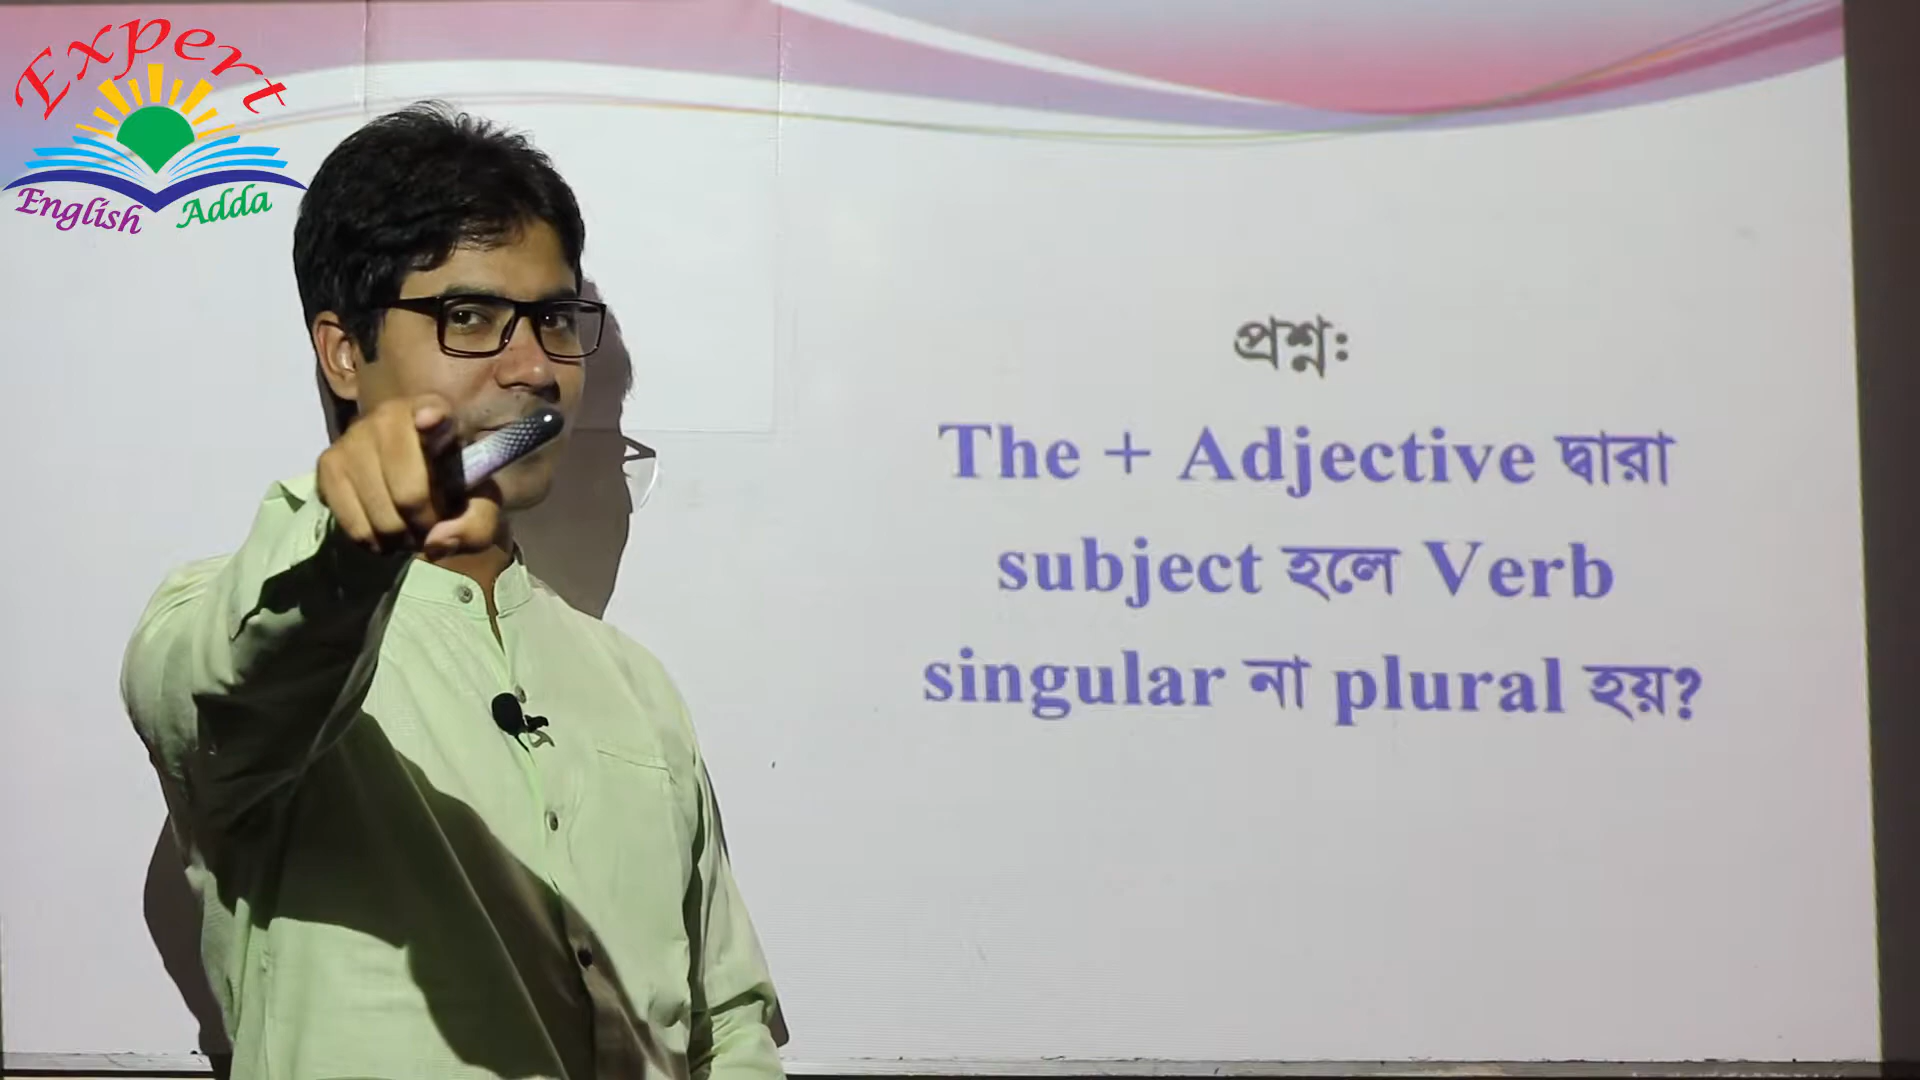 Expert
English Adda
প্রশ্নঃ
The + Adjective দ্বারা
subject হলে Verb
singular না plural হয়?